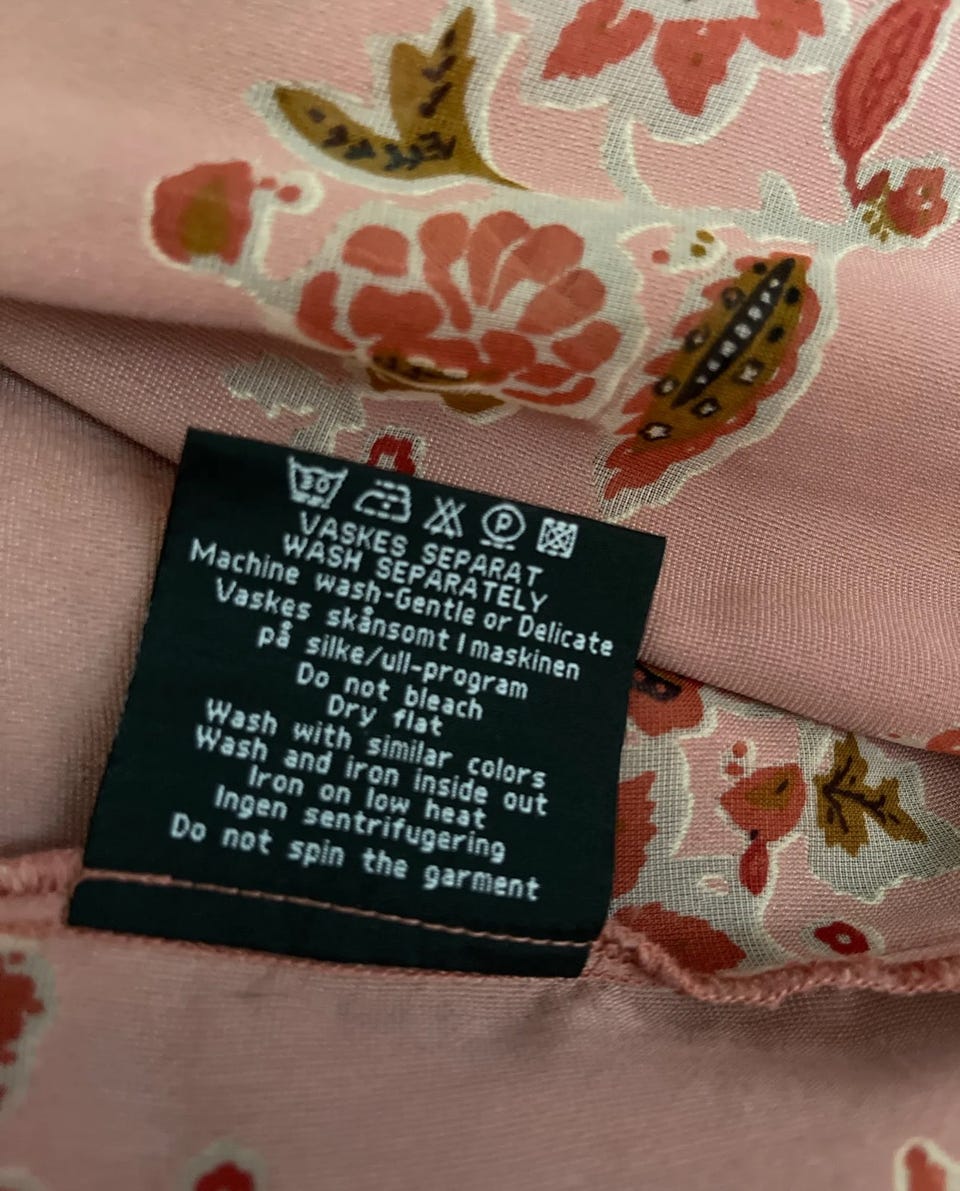 30 P
VASKES SEPARAT
WASH SEPARATELY
Machine wash-Gentle or Delicate
Vaskes skånsomt I maskinen
på silke/ull-program
Do not bleach
Dry flat
Wash with similar colors
Wash and iron inside out
Iron on low heat
Ingen sentrifugering
Do not spin the garment